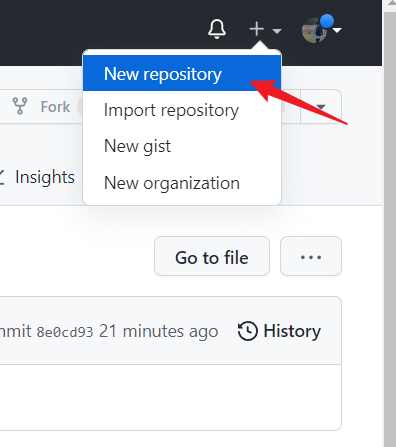 New repository
Fork
Import repository
New gist
Insights
New organization
Go to file
mmit 8e0cd93 21 minutes ago
History